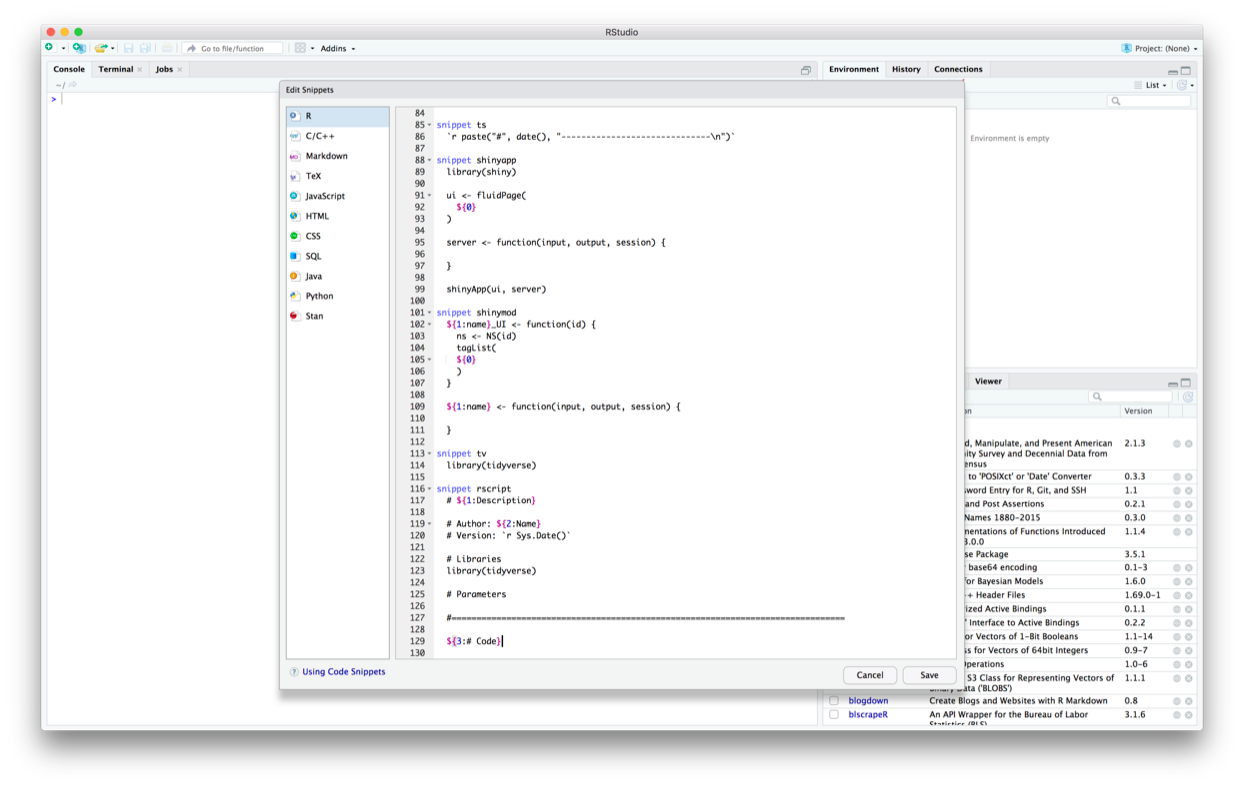 RStudio
Go to file/function
Addins
Project: (None)
Console Terminal Jobs
~/
>
Environment History Connections
List
Environment is empty
Edit Snippets
R
C/C++
Markdown
TeX
JavaScript
HTML
CSS
SQL
Java
Python
Stan
84
85 snippet ts
86 `r paste("#", date(), "------------------------------\n")`
87
88 snippet shinyapp
89 library(shiny)
90
91 ui <- fluidPage(
92 ${0}
93 )
94
95 server <- function(input, output, session) {
96
97 }
98
99 shinyApp(ui, server)
100
101 snippet shinymod
102 ${1:name}_UI <- function(id) {
103 ns <- NS(id)
104 tagList(
105 ${0}
106 )
107 }
108
109 ${1:name} <- function(input, output, session) {
110
111 }
112
113 snippet tv
114 library(tidyverse)
115
116 snippet rscript
117 # ${1:Description}
118
119 # Author: ${2:Name}
120 # Version: `r Sys.Date()`
121
122 # Libraries
123 library(tidyverse)
124
125 # Parameters
126
127 #===============================================================================
128
129 ${3:# Code}
130
Using Code Snippets
Cancel Save
Viewer
Version
d, Manipulate, and Present American 2.1.3
ity Survey and Decennial Data from
ensus
to 'POSIXct' or 'Date' Converter 0.3.3
word Entry for R, Git, and SSH 1.1
and Post Assertions 0.2.1
Names 1880-2015 0.3.0
mentations of Functions Introduced 1.1.4
3.0.0
se Package 3.5.1
base64 encoding 0.1-3
for Bayesian Models 1.6.0
++ Header Files 1.69.0-1
ized Active Bindings 0.1.1
Interface to Active Bindings 0.2.2
or Vectors of 1-Bit Booleans 1.1-14
ss for Vectors of 64bit Integers 0.9-7
Operations 1.0-6
S3 Class for Representing Vectors of 1.1.1
Data ('BLOBS')
blogdown Create Blogs and Websites with R Markdown 0.8
blscrapeR An API Wrapper for the Bureau of Labor 3.1.6
Statistics (BLS)